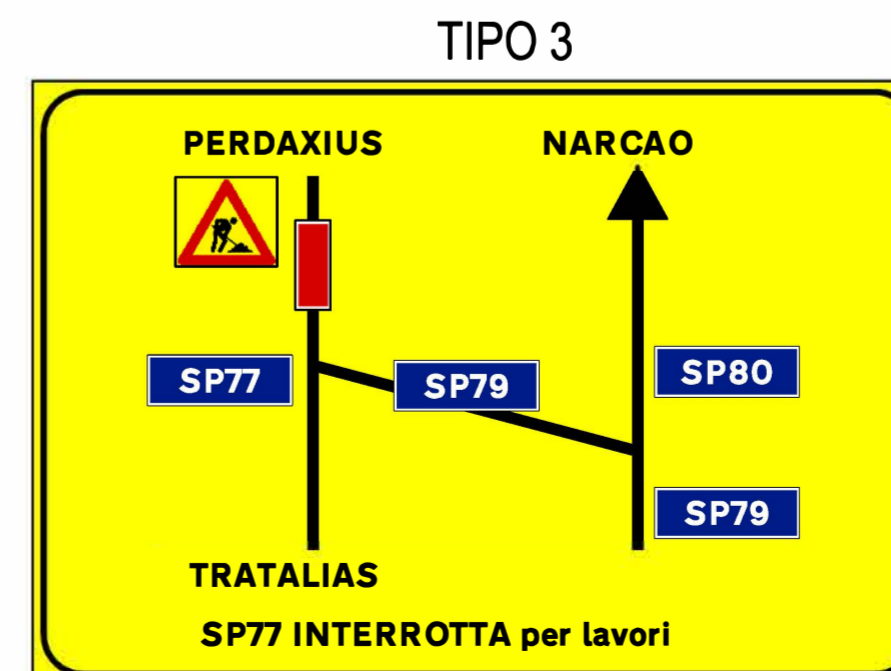 TIPO 3
PERDAXIUS NARCAO
SP77 SP79 SP80
SP79
TRATALIAS
SP77 INTERROTTA per lavori